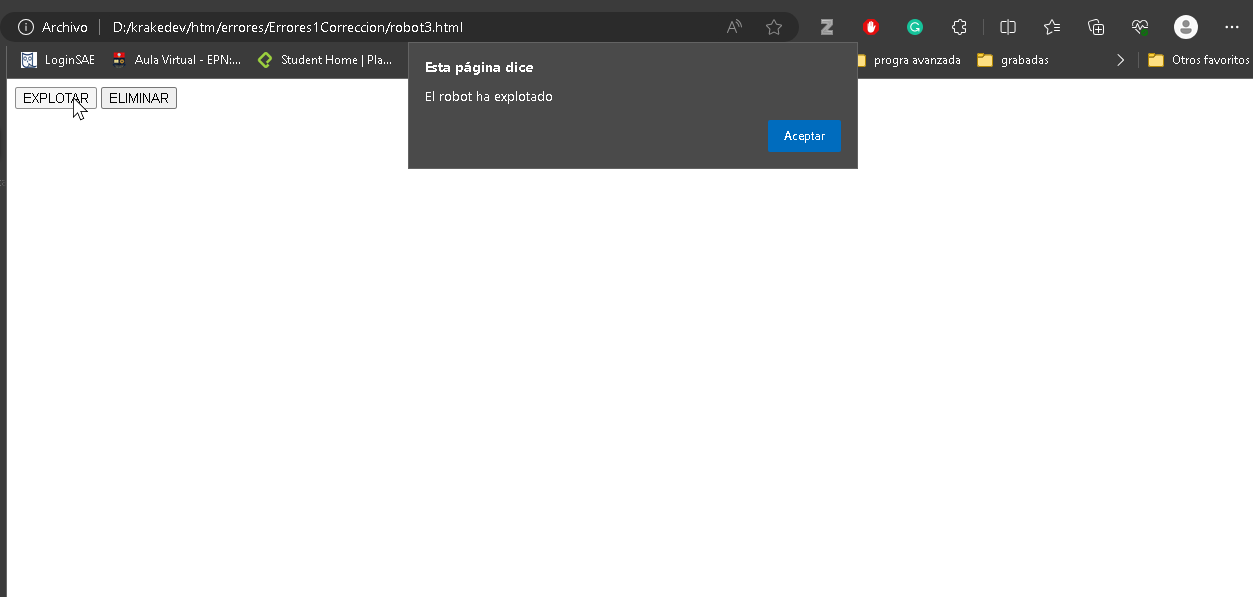 Archivo D:/krakedev/htm/errores/Errores1Correccion/robot3.html
LoginSAE Aula Virtual - EPN:... Student Home | Pla... progra avanzada grabadas Otros favoritos
Esta página dice
El robot ha explotado
Aceptar
EXPLOTAR ELIMINAR